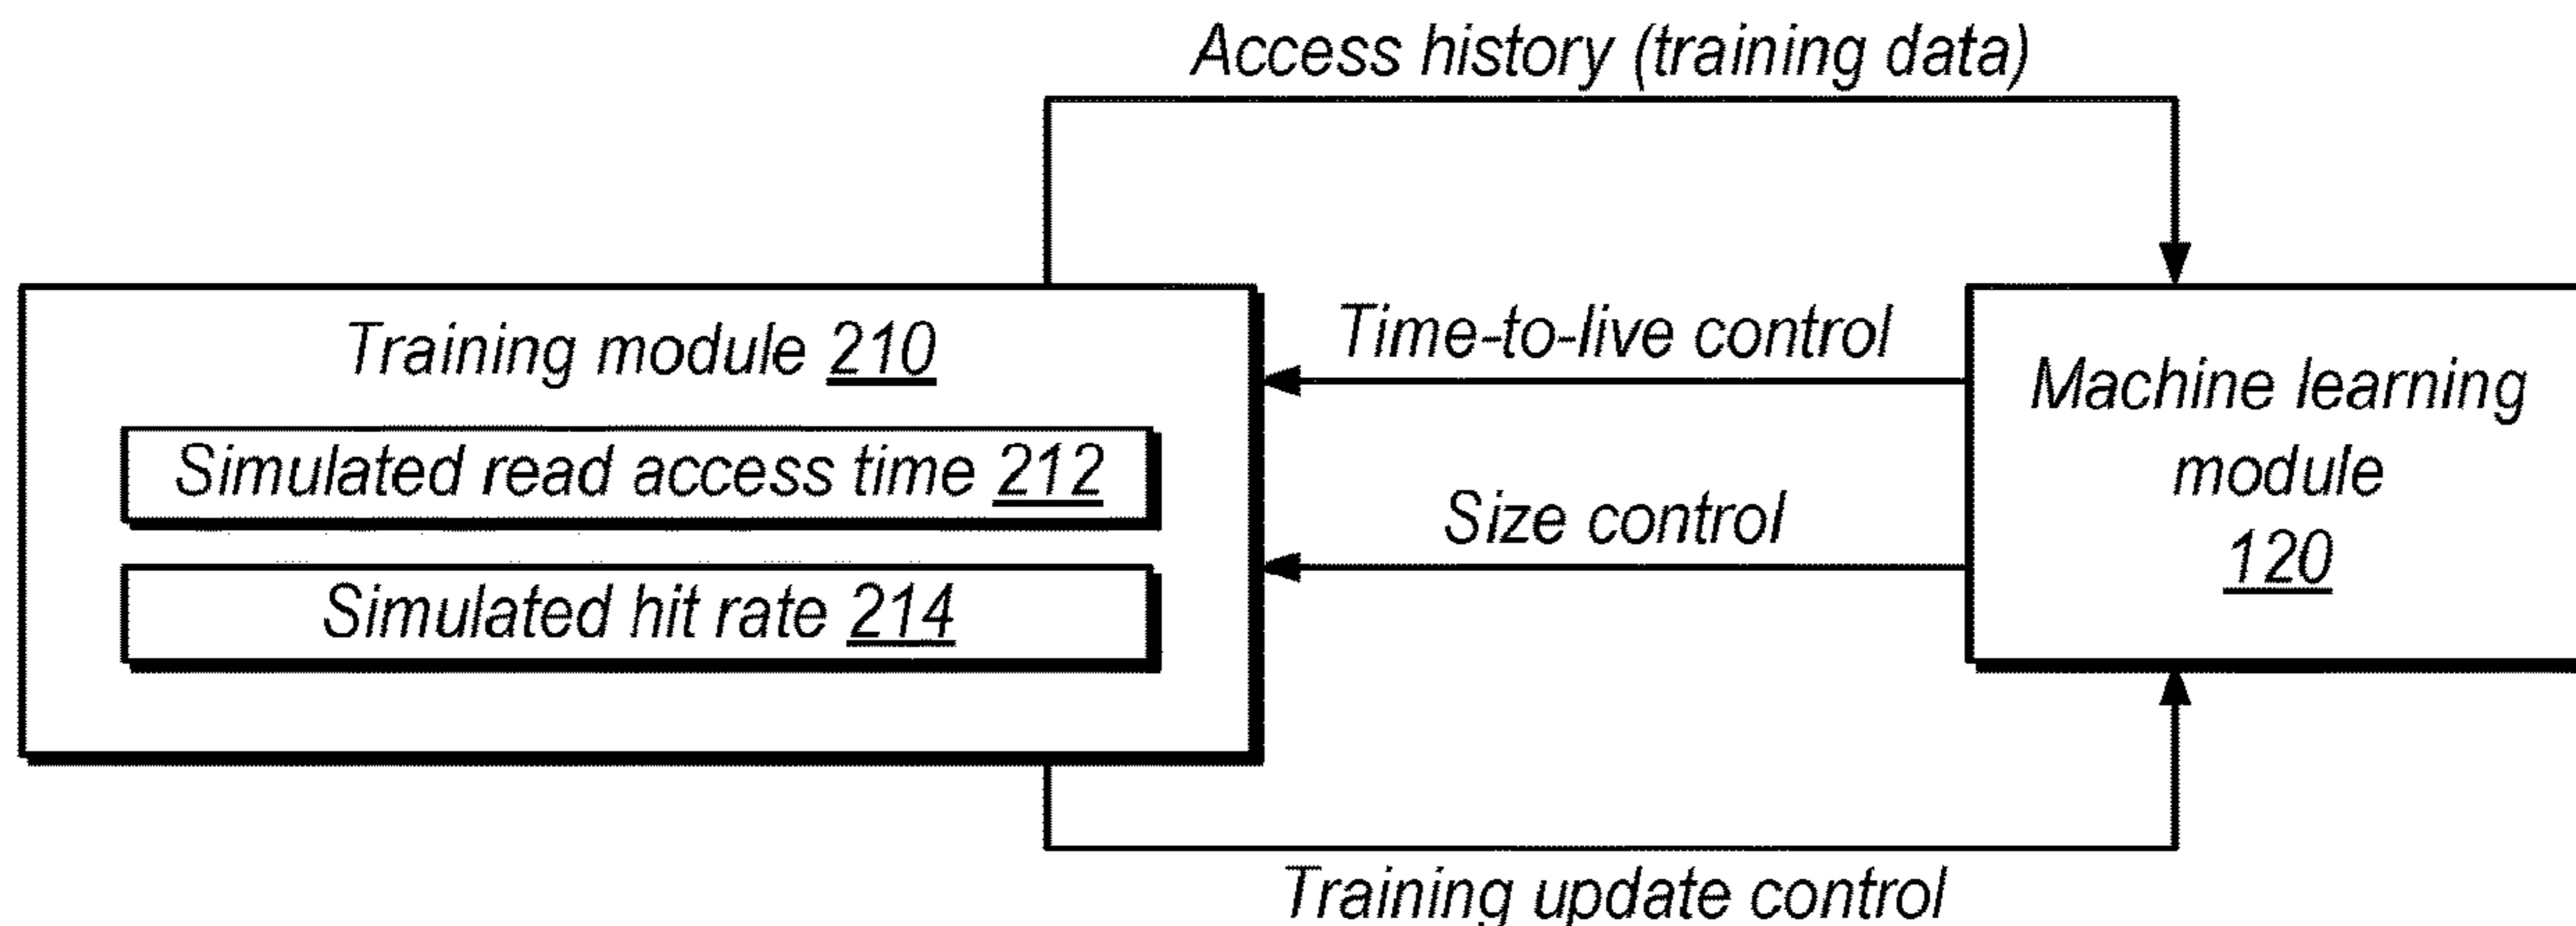 Access history (training data)
Training module 210
Time-to-live control
Machine learning
module
120
Simulated read access time 212
Size control
Simulated hit rate 214
Training update control